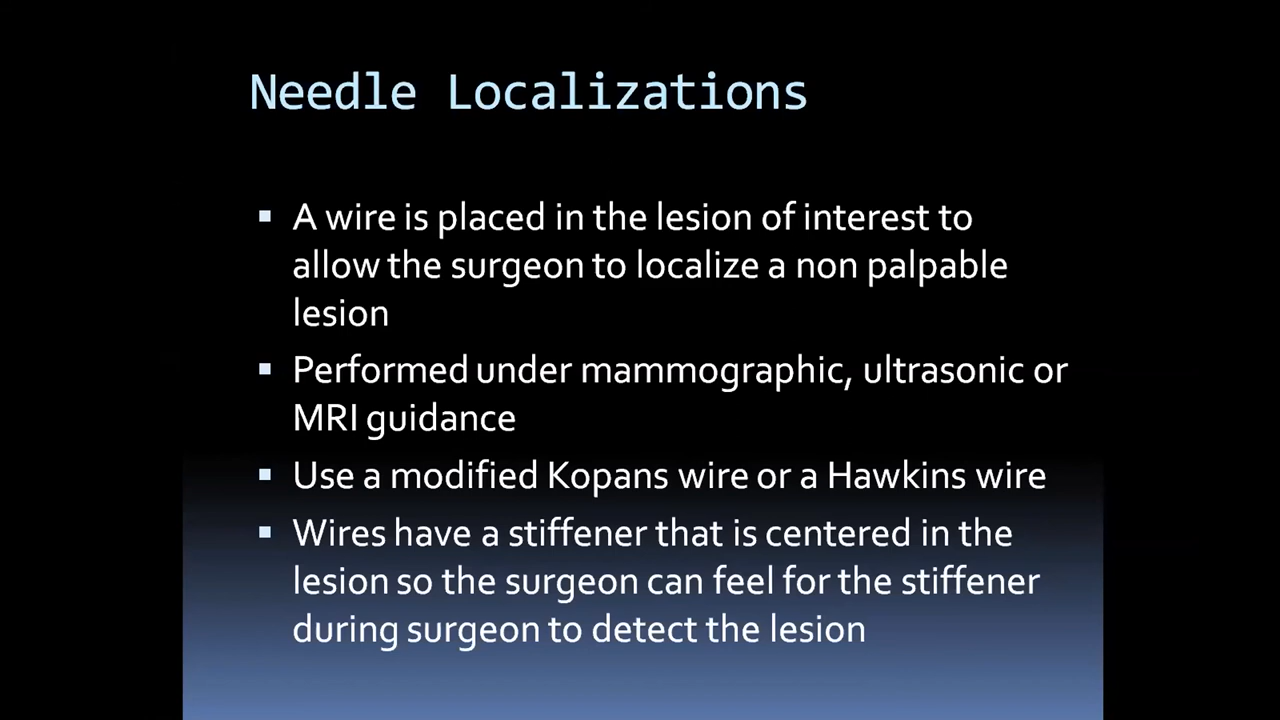 Needle Localizations
▪ A wire is placed in the lesion of interest to
allow the surgeon to localize a non palpable
lesion
▪ Performed under mammographic, ultrasonic or
MRI guidance
▪ Use a modified Kopans wire or a Hawkins wire
▪ Wires have a stiffener that is centered in the
lesion so the surgeon can feel for the stiffener
during surgeon to detect the lesion